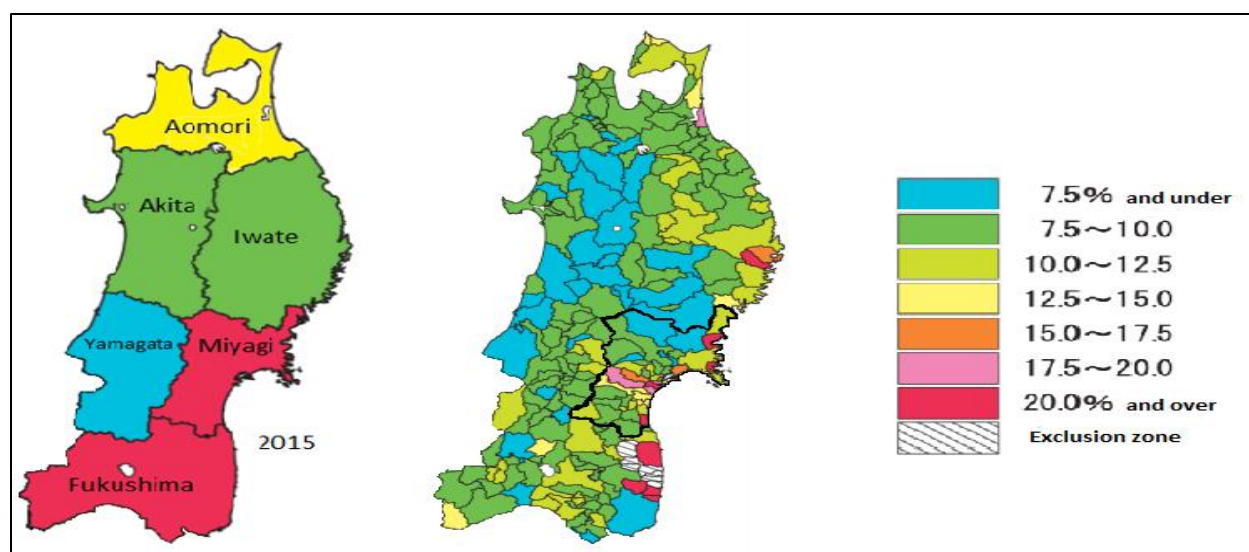 Aomori
Akita
Iwate
Yamagata
Miyagi
2015
Fukushima
7.5% and under
7.5～10.0
10.0～12.5
12.5～15.0
15.0～17.5
17.5～20.0
20.0% and over
Exclusion zone